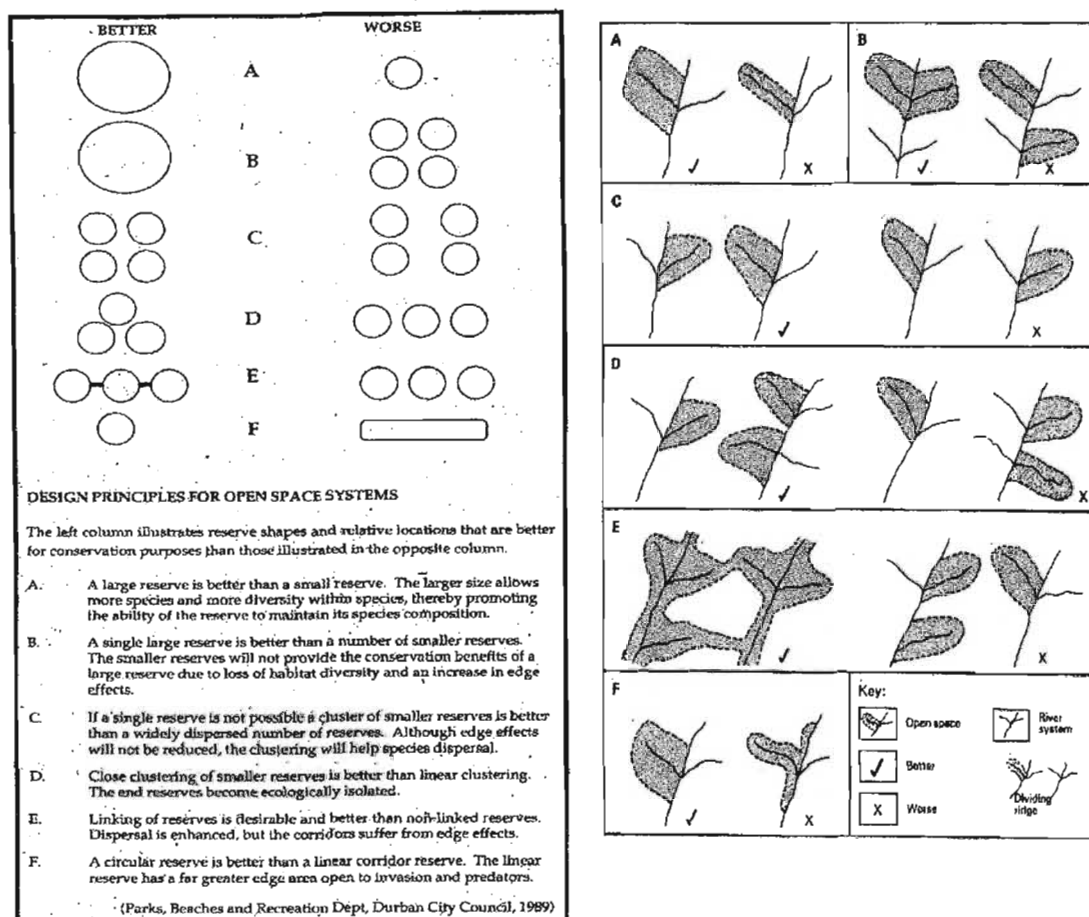 BETTER WORSE
A
B
C
D
E
F
DESIGN PRINCIPLES FOR OPEN SPACE SYSTEMS
The left column illustrates reserve shapes and relative locations that are better
for conservation purposes than those illustrated in the opposite column.
A. A large reserve is better than a small reserve. The larger size allows
more species and more diversity within species, thereby promoting
the ability of the reserve to maintain its species composition.
B. A single large reserve is better than a number of smaller reserves.
The smaller reserves will not provide the conservation benefits of a
large reserve due to loss of habitat diversity and an increase in edge
effects.
C. If a single reserve is not possible a cluster of smaller reserves is better
than a widely dispersed number of reserves. Although edge effects
will not be reduced, the clustering will help species dispersal.
D. Close clustering of smaller reserves is better than linear clustering.
The end reserves become ecologically isolated.
E. Linking of reserves is desirable and better than non-linked reserves.
Dispersal is enhanced, but the corridors suffer from edge effects.
F. A circular reserve is better than a linear corridor reserve. The linear
reserve has a far greater edge area open to invasion and predators.
(Parks, Beaches and Recreation Dept, Durban City Council, 1989)
A
✓ X
B
✓ X
C
✓ X
D
✓ X
E
✓ X
F
✓ X
Key:
Open space
River
system
✓ Better
Dividing
ridge
X Worse